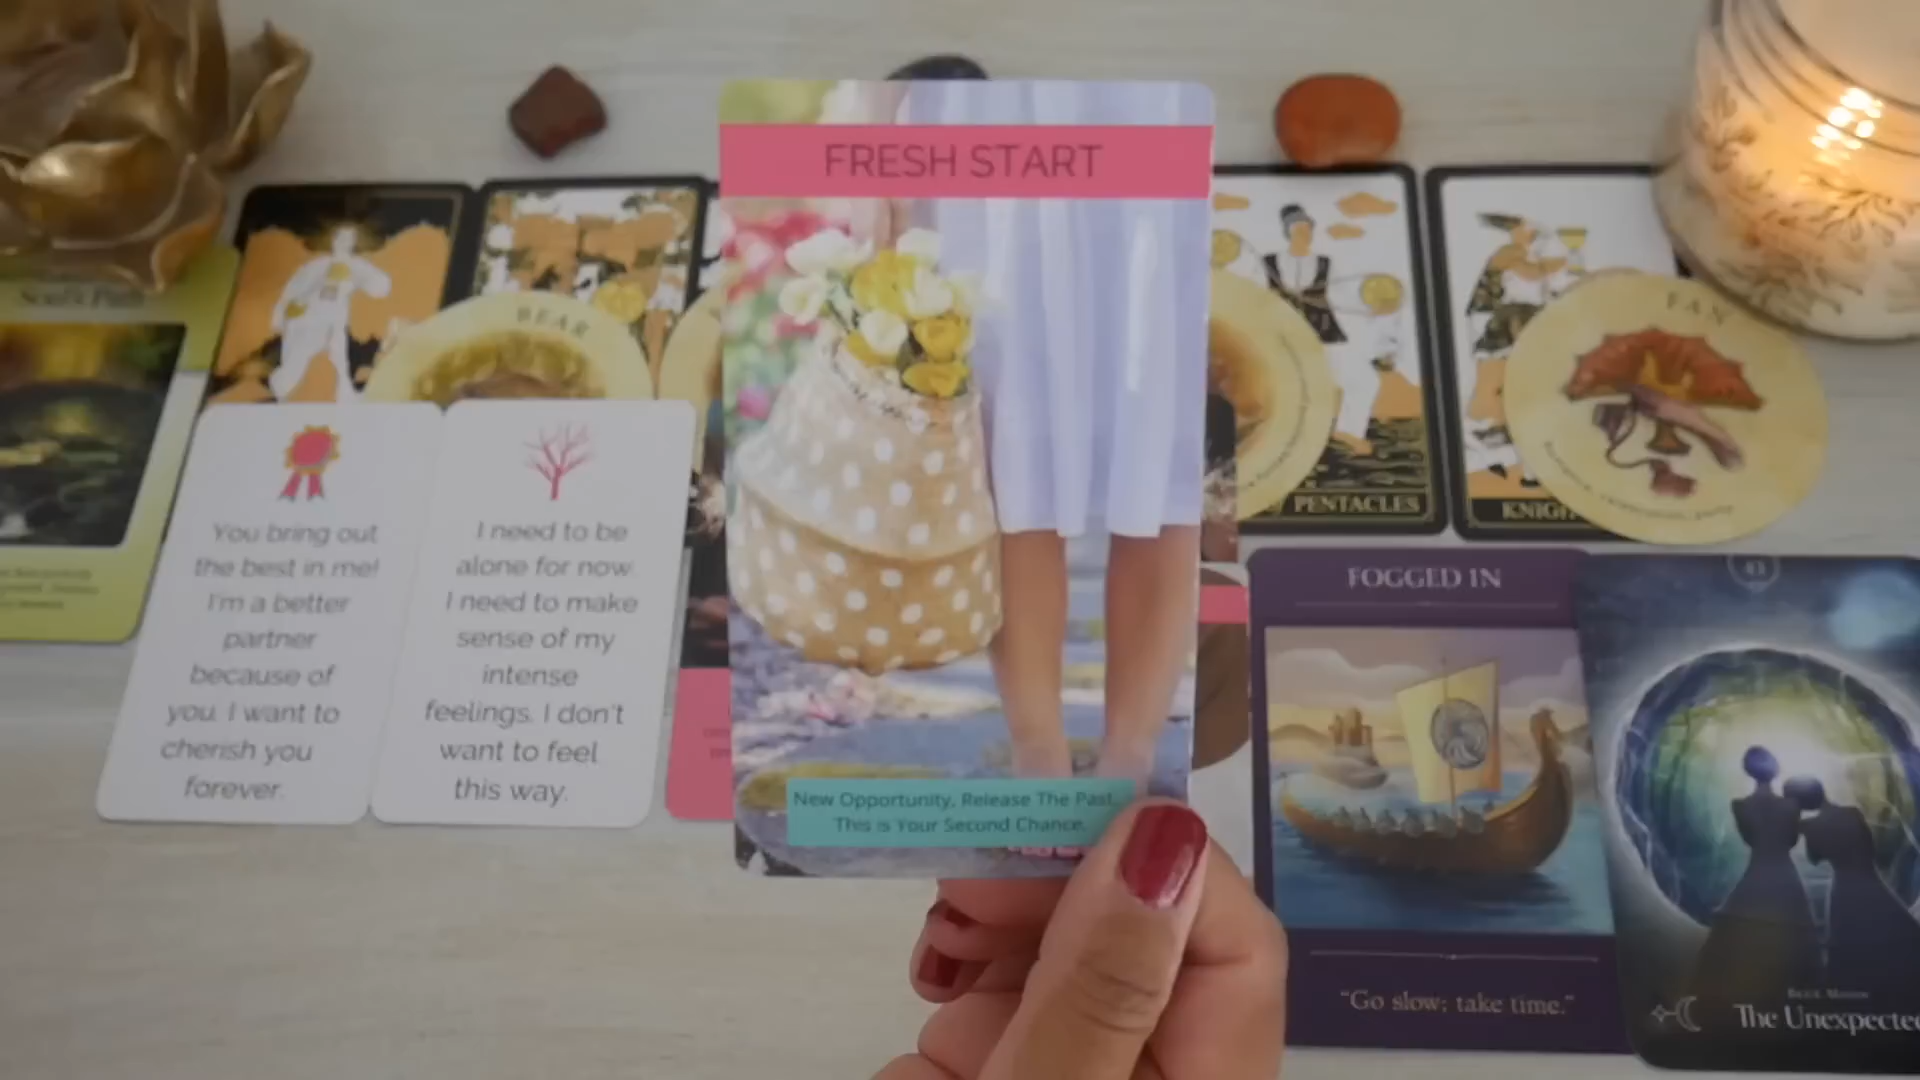 FRESH START
New Opportunity, Release The Past,
This is Your Second Chance.
BEAR
FAN
PENTACLES
You bring out
the best in me!
I'm a better
partner
because of
you. I want to
cherish you
forever.
I need to be
alone for now.
I need to make
sense of my
intense
feelings. I don't
want to feel
this way.
FOGGED IN
"Go slow; take time."
43
The Unexpected